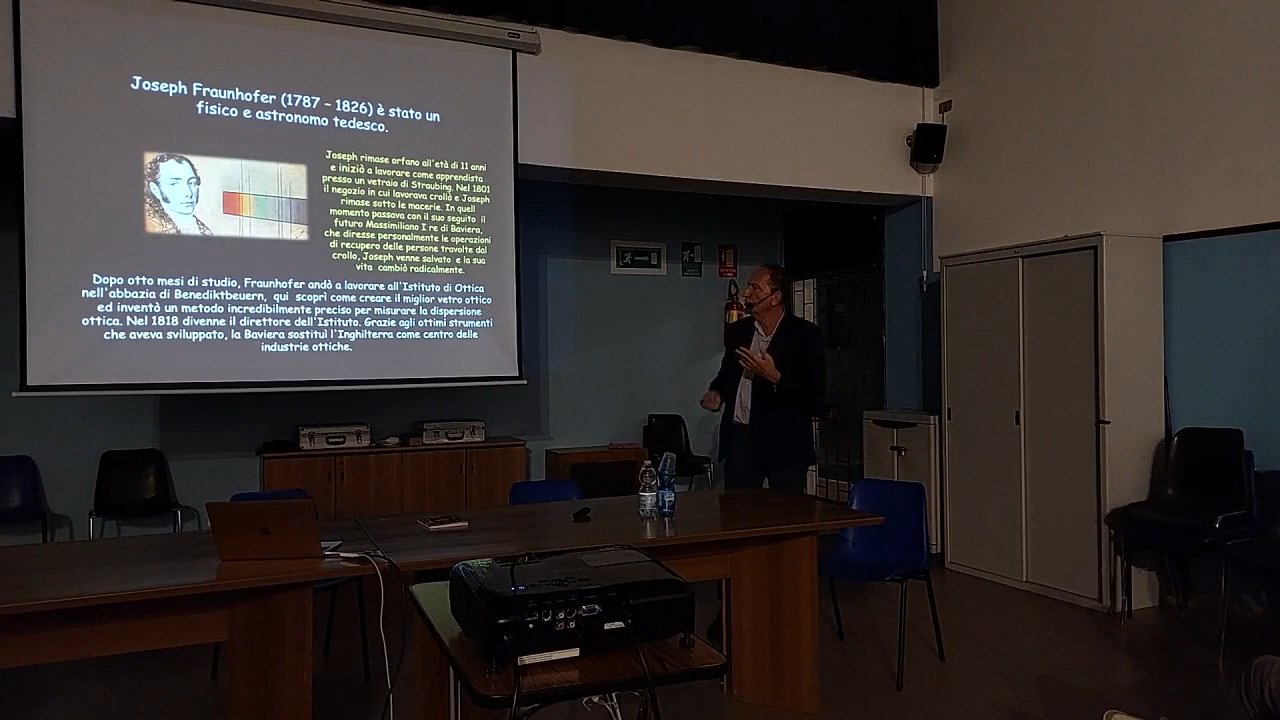 Joseph Fraunhofer (1787 – 1826) è stato un
fisico e astronomo tedesco.
Joseph rimase orfano all'età di 11 anni
e iniziò a lavorare come apprendista
presso un vetraio di Straubing. Nel 1801
il negozio in cui lavorava crollò e Joseph
rimase sotto le macerie. In quell
momento passava con il suo seguito il
futuro Massimiliano I re di Baviera,
che diresse personalmente le operazioni
di recupero delle persone travolte dal
crollo, Joseph venne salvato e la sua
vita cambiò radicalmente.
Dopo otto mesi di studio, Fraunhofer andò a lavorare all'Istituto di Ottica
nell'abbazia di Benediktbeuern, qui scoprì come creare il miglior vetro ottico
ed inventò un metodo incredibilmente preciso per misurare la dispersione
ottica. Nel 1818 divenne il direttore dell'Istituto. Grazie agli ottimi strumenti
che aveva sviluppato, la Baviera sostituì l'Inghilterra come centro delle
industrie ottiche.